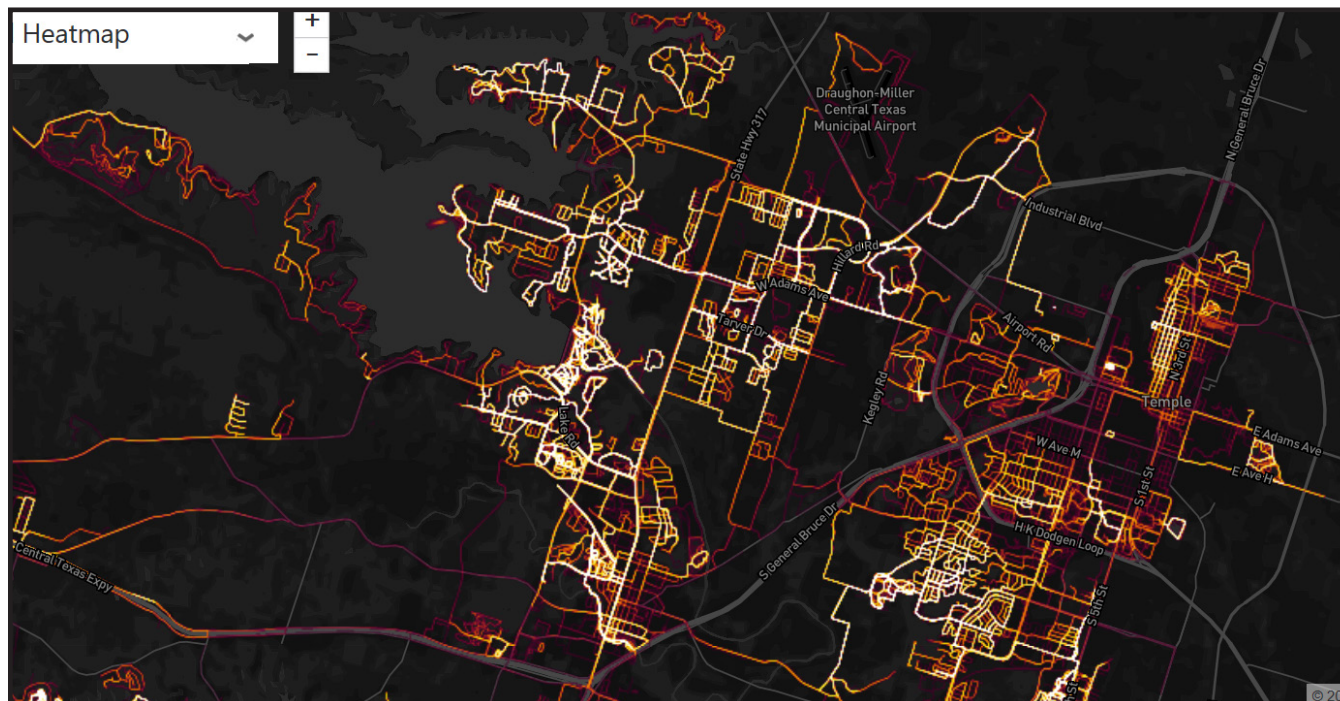 Heatmap
+
-
Draughon-Miller
Central Texas
Municipal Airport
State Hwy 317
N General Bruce Dr
Industrial Blvd
Hillard Rd
W Adams Ave
Tarver Dr
Airport Rd
N 3rd St
Kegley Rd
Temple
Lake Rd
E Adams Ave
W Ave M
E Ave H
S 1st St
H K Dodgen Loop
S General Bruce Dr
Central Texas Expy
S 5th St
h St
© 20